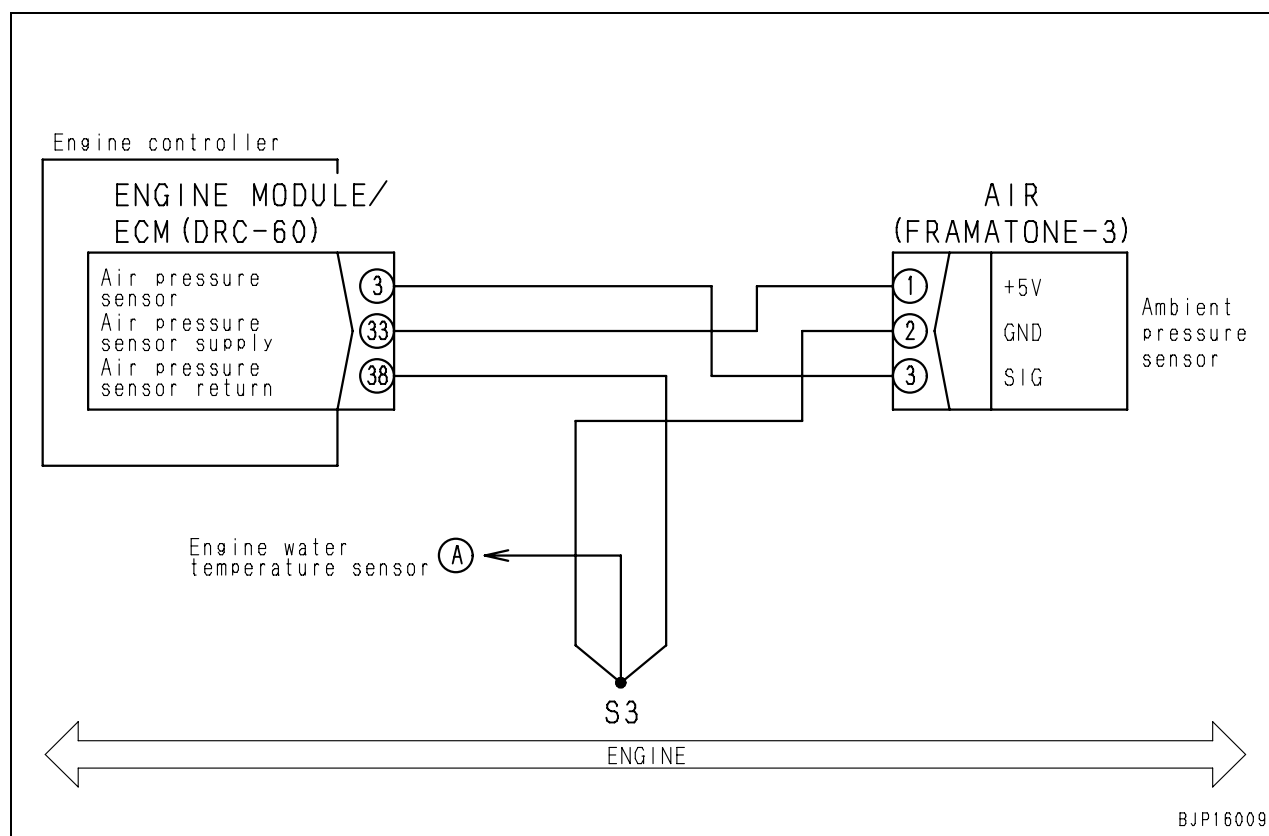 Engine controller
ENGINE MODULE/
ECM (DRC-60)
Air pressure
sensor
Air pressure
sensor supply
Air pressure
sensor return
3
33
38
AIR
(FRAMATONE-3)
1
2
3
+5V
GND
SIG
Ambient
pressure
sensor
Engine water
temperature sensor
A
S3
ENGINE
BJP16009